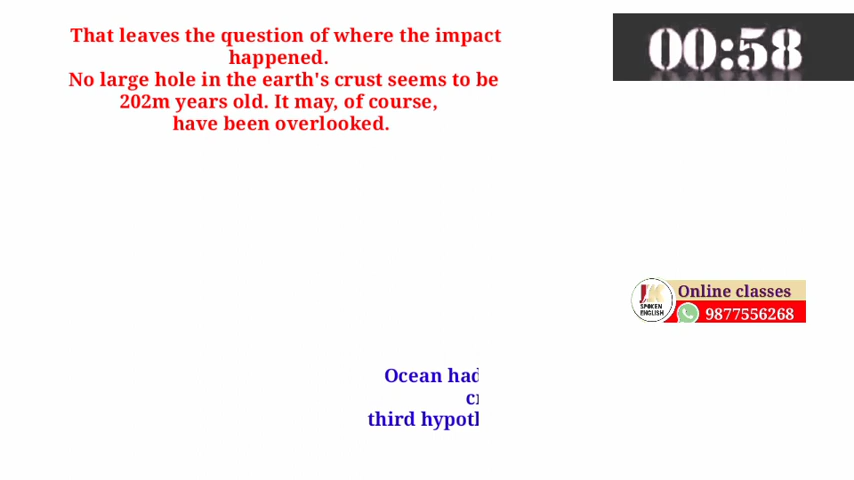 That leaves the question of where the impact
happened.
No large hole in the earth's crust seems to be
202m years old. It may, of course,
have been overlooked.
00:58
Online classes
JK
SPOKEN
ENGLISH
9877556268
Ocean had
third